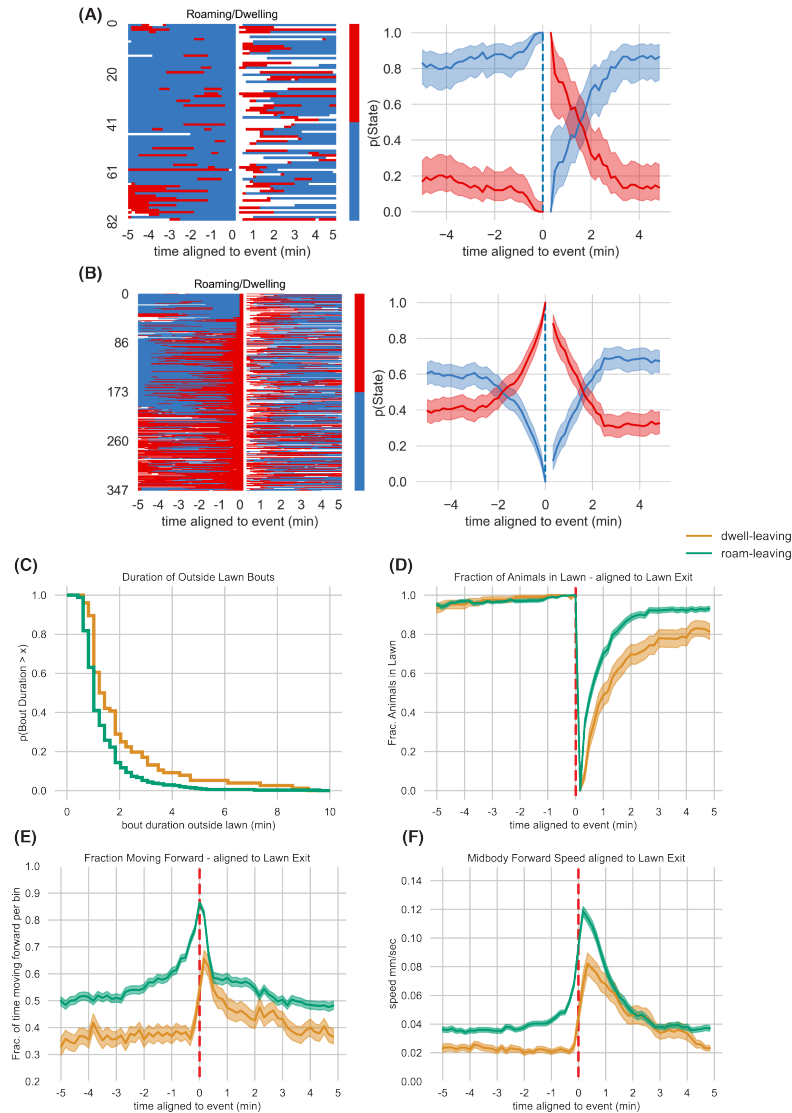 (A)
Roaming/Dwelling
0
20
41
61
82
-5 -4 -3 -2 -1 0 1 2 3 4 5
time aligned to event (min)
p(State)
1.0
0.8
0.6
0.4
0.2
0.0
−4 −2 0 2 4
time aligned to event (min)
(B)
Roaming/Dwelling
0
86
173
260
347
-5 -4 -3 -2 -1 0 1 2 3 4 5
time aligned to event (min)
p(State)
1.0
0.8
0.6
0.4
0.2
0.0
−4 −2 0 2 4
time aligned to event (min)
dwell-leaving
roam-leaving
(C)
Duration of Outside Lawn Bouts
p(Bout Duration > x)
1.0
0.8
0.6
0.4
0.2
0.0
0 2 4 6 8 10
bout duration outside lawn (min)
(D)
Fraction of Animals in Lawn - aligned to Lawn Exit
Frac. Animals in Lawn
1.0
0.8
0.6
0.4
0.2
0.0
-5 -4 -3 -2 -1 0 1 2 3 4 5
time aligned to event (min)
(E)
Fraction Moving Forward - aligned to Lawn Exit
Frac. of lime moving forward per bin
1.0
0.9
0.8
0.7
0.6
0.5
0.4
0.3
0.2
-5 -4 -3 -2 -1 0 1 2 3 4 5
time aligned to event (min)
(F)
Midbody Forward Speed aligned to Lawn Exit
speed mm/sec
0.14
0.12
0.10
0.08
0.06
0.04
0.02
0.00
-5 -4 -3 -2 -1 0 1 2 3 4 5
time aligned to event (min)